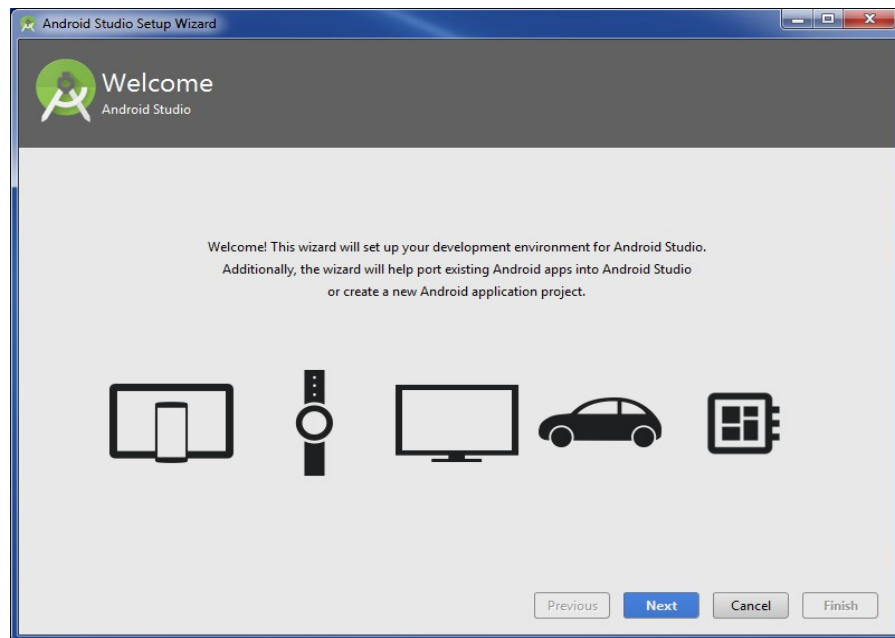 Android Studio Setup Wizard
Welcome
Android Studio
Welcome! This wizard will set up your development environment for Android Studio.
Additionally, the wizard will help port existing Android apps into Android Studio
or create a new Android application project.
Previous Next Cancel Finish